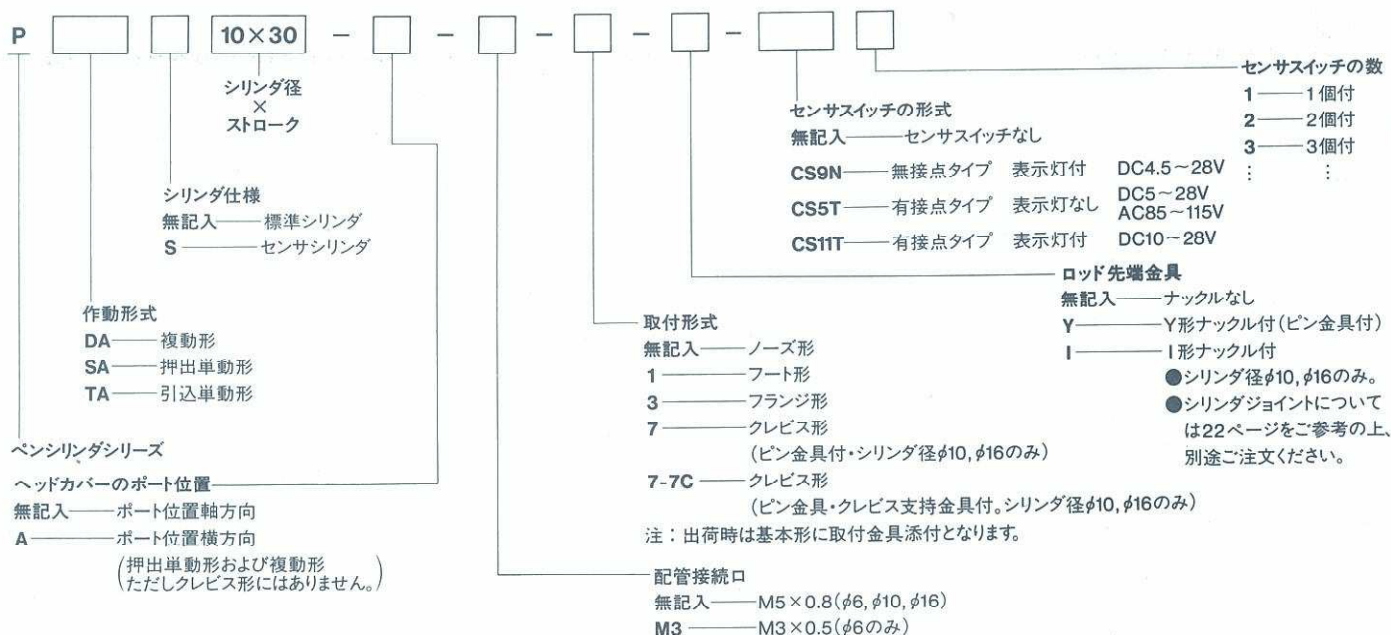 P 10×30 - - - - -
シリンダ径
×
ストローク
シリンダ仕様
無記入――標準シリンダ
S――センサシリンダ
作動形式
DA――複動形
SA――押出単動形
TA――引込単動形
ペンシリンダシリーズ
ヘッドカバーのポート位置
無記入――ポート位置軸方向
A――ポート位置横方向
(押出単動形および複動形
ただしクレビス形にはありません。)
配管接続口
無記入――M5×0.8(φ6,φ10,φ16)
M3――M3×0.5(φ6のみ)
取付形式
無記入――ノーズ形
1――フート形
3――フランジ形
7――クレビス形
(ピン金具付・シリンダ径φ10,φ16のみ)
7-7C――クレビス形
(ピン金具・クレビス支持金具付。シリンダ径φ10,φ16のみ)
注:出荷時は基本形に取付金具添付となります。
ロッド先端金具
無記入――ナックルなし
Y――Y形ナックル付(ピン金具付)
I――I形ナックル付
●シリンダ径φ10,φ16のみ。
●シリンダジョイントについて
は22ページをご参考の上、
別途ご注文ください。
センサスイッチの形式
無記入――センサスイッチなし
CS9N――無接点タイプ 表示灯付 DC4.5~28V
CS5T――有接点タイプ 表示灯なし DC5~28V
AC85~115V
CS11T――有接点タイプ 表示灯付 DC10~28V
センサスイッチの数
1――1個付
2――2個付
3――3個付
⋮ ⋮